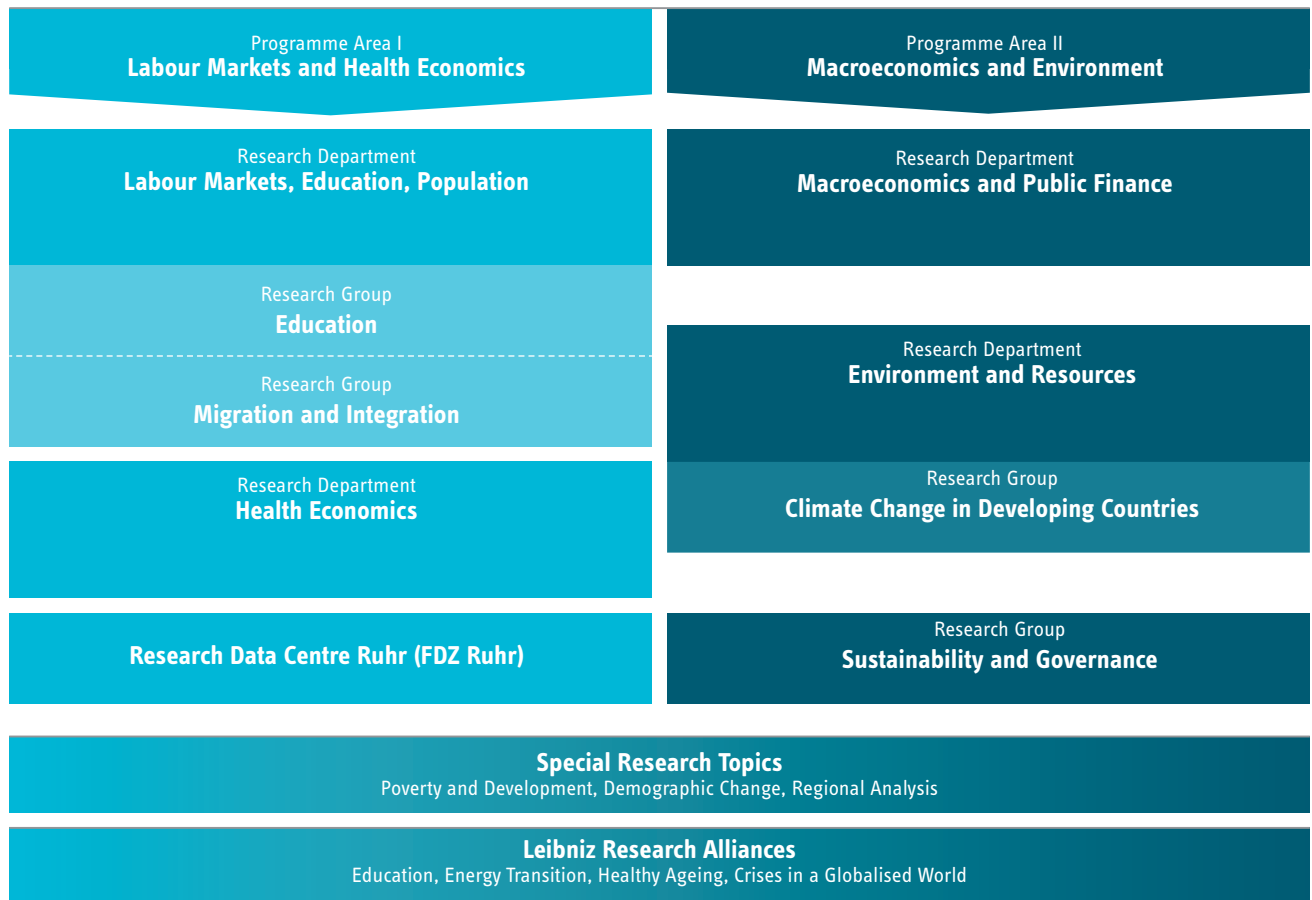 Programme Area I
Labour Markets and Health Economics
Research Department
Labour Markets, Education, Population
Research Group
Education
Research Group
Migration and Integration
Research Department
Health Economics
Research Data Centre Ruhr (FDZ Ruhr)
Programme Area II
Macroeconomics and Environment
Research Department
Macroeconomics and Public Finance
Research Department
Environment and Resources
Research Group
Climate Change in Developing Countries
Research Group
Sustainability and Governance
Special Research Topics
Poverty and Development, Demographic Change, Regional Analysis
Leibniz Research Alliances
Education, Energy Transition, Healthy Ageing, Crises in a Globalised World